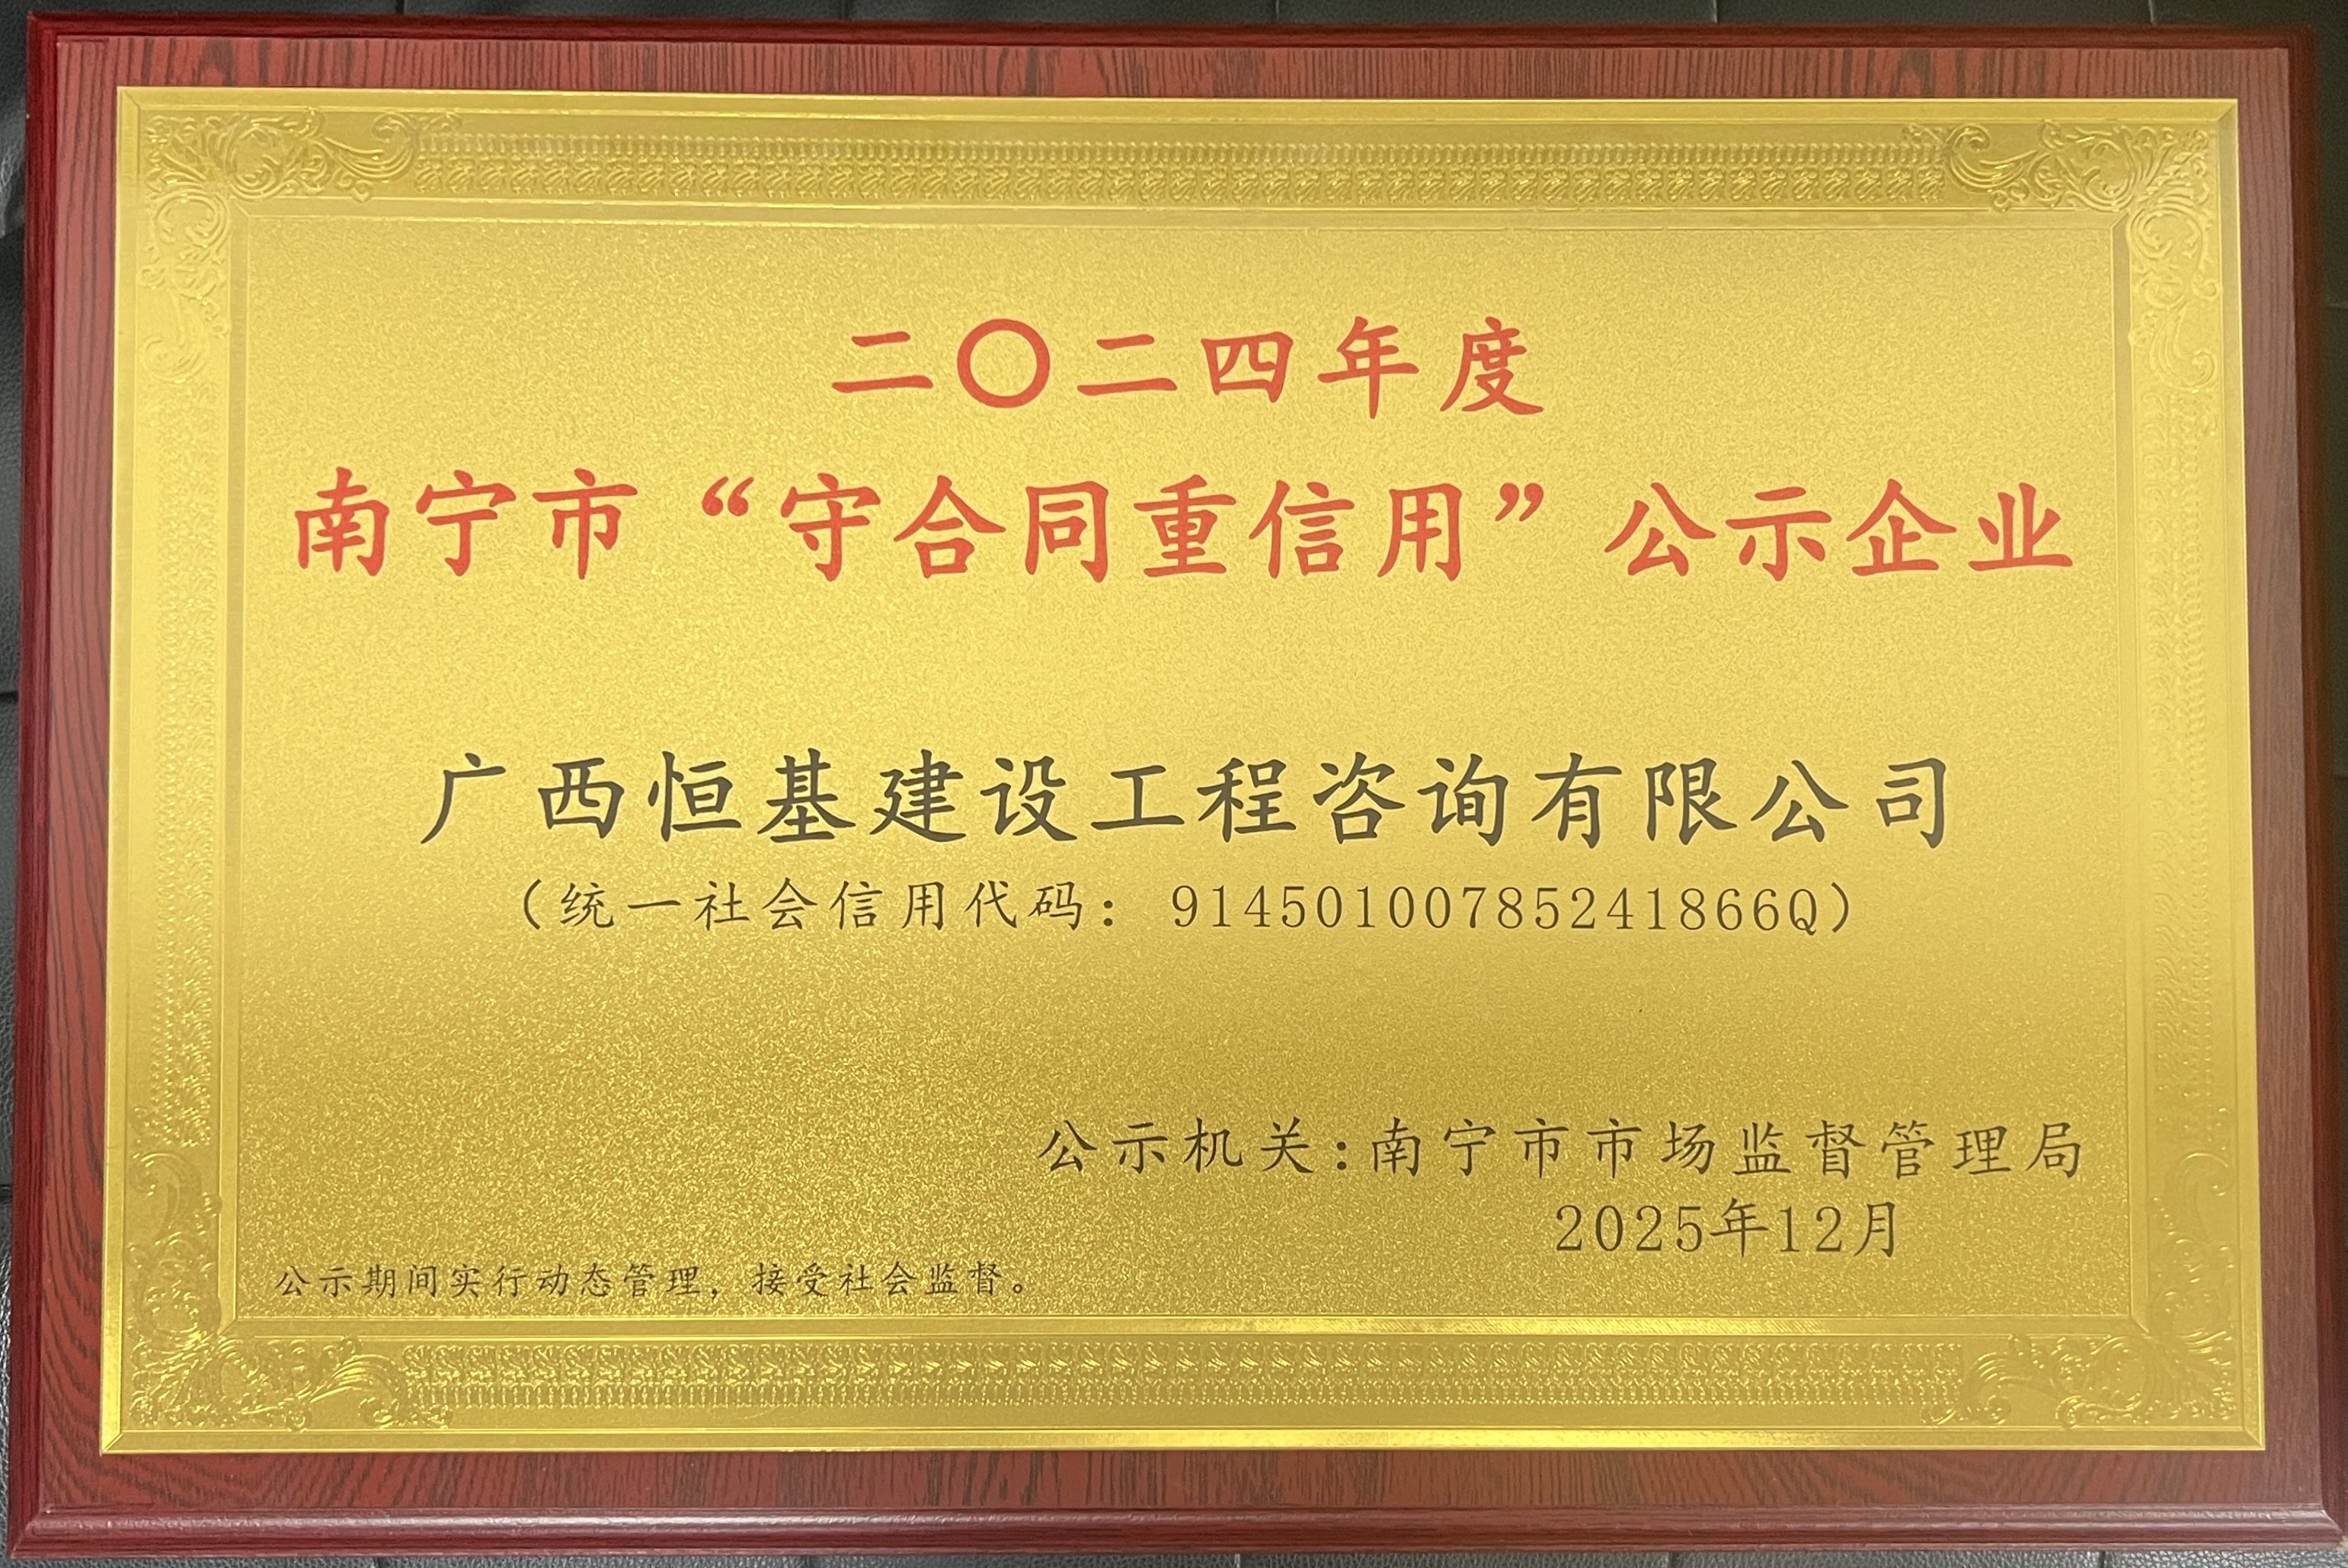 二〇二四年度
南宁市“守合同重信用”公示企业
广西恒基建设工程咨询有限公司
（统一社会信用代码：91450100785241866Q）
公示机关:南宁市市场监督管理局
2025年12月
公示期间实行动态管理，接受社会监督。